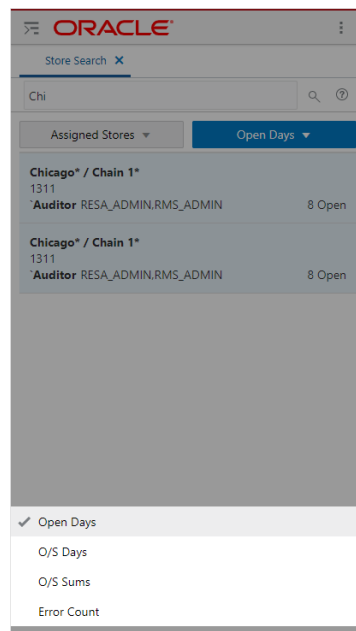 ORACLE
Store Search
Chi
Assigned Stores
Open Days
Chicago* / Chain 1*
1311
`Auditor RESA_ADMIN,RMS_ADMIN 8 Open
Chicago* / Chain 1*
1311
`Auditor RESA_ADMIN,RMS_ADMIN 8 Open
Open Days
O/S Days
O/S Sums
Error Count